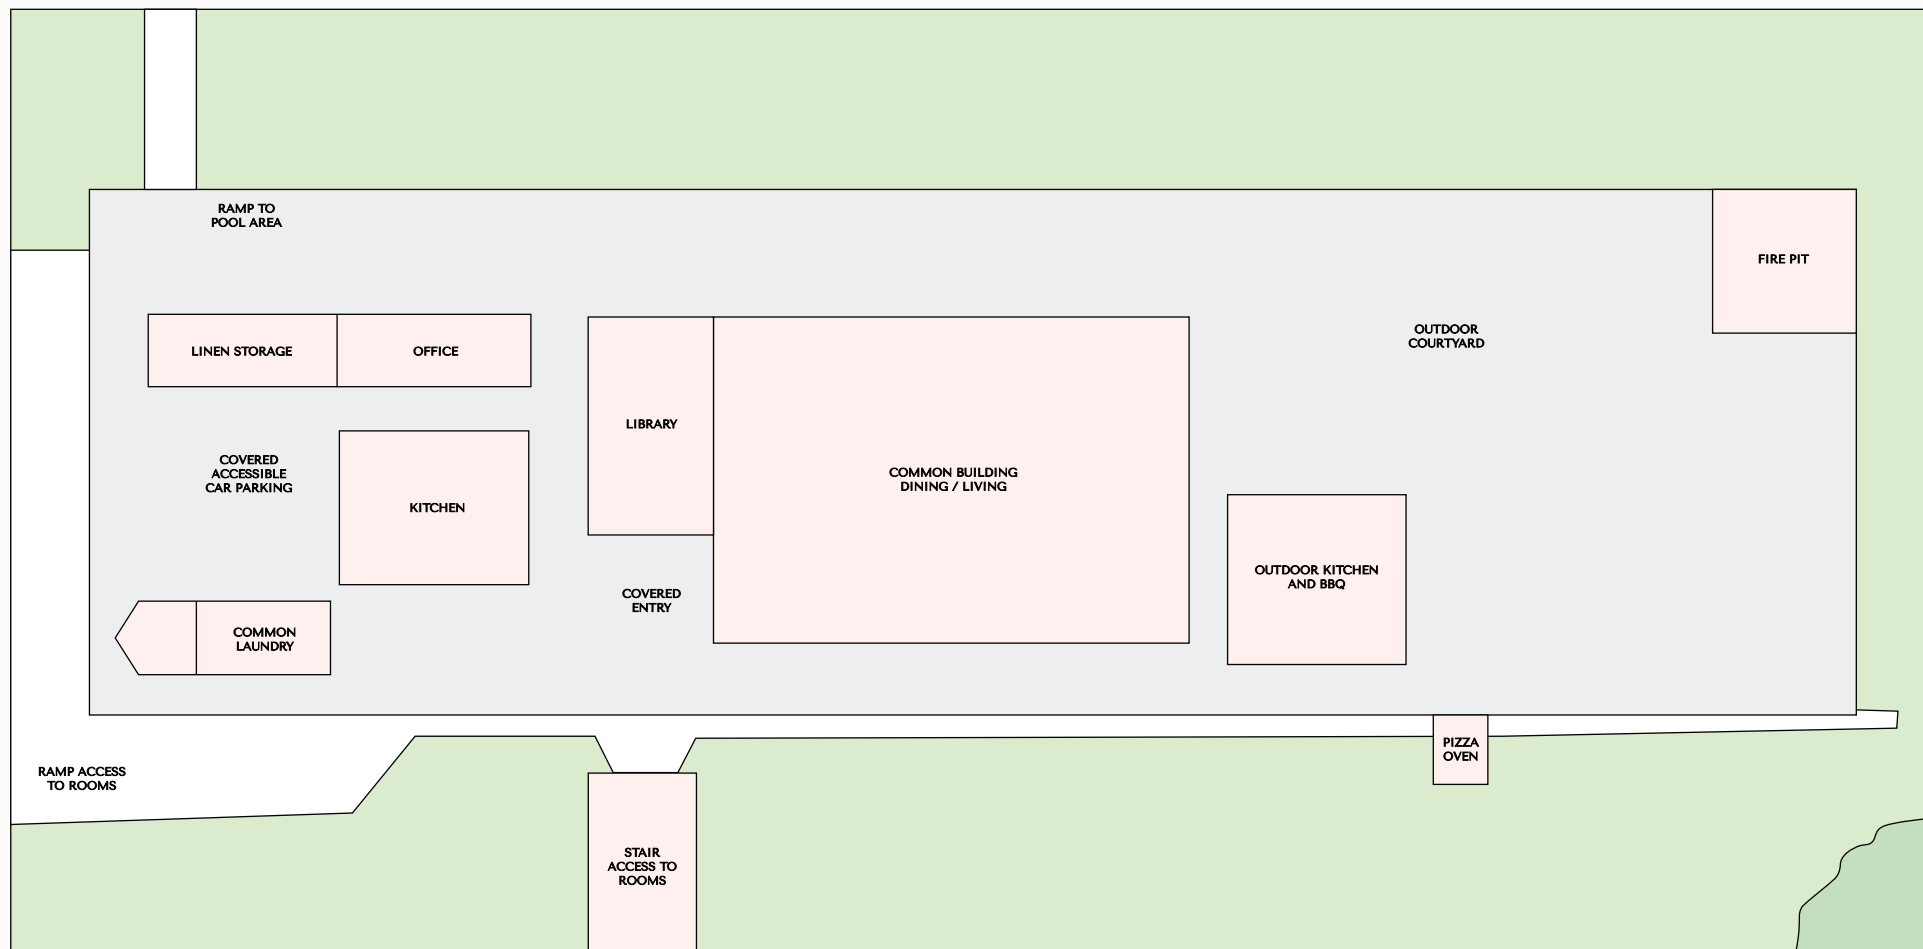 RAMP TO
POOL AREA
FIRE PIT
OUTDOOR
COURTYARD
LINEN STORAGE
OFFICE
LIBRARY
COVERED
ACCESSIBLE
CAR PARKING
KITCHEN
COMMON BUILDING
DINING / LIVING
OUTDOOR KITCHEN
AND BBQ
COVERED
ENTRY
COMMON
LAUNDRY
PIZZA
OVEN
RAMP ACCESS
TO ROOMS
STAIR
ACCESS TO
ROOMS